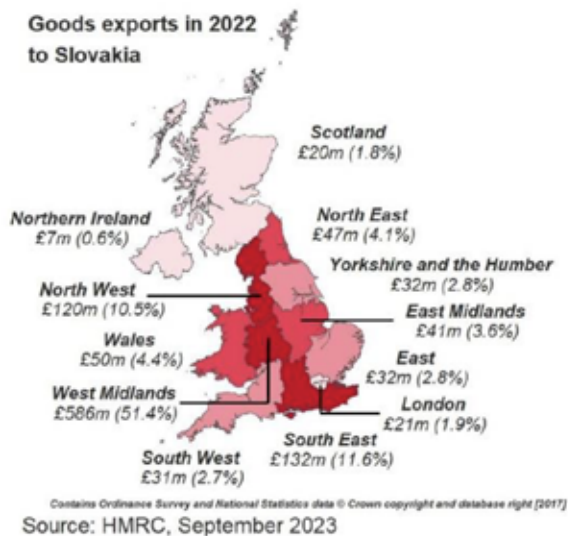 Goods exports in 2022
to Slovakia
Scotland
£20m (1.8%)
Northern Ireland
£7m (0.6%)
North East
£47m (4.1%)
Yorkshire and the Humber
£32m (2.8%)
North West
£120m (10.5%)
East Midlands
£41m (3.6%)
Wales
£50m (4.4%)
East
£32m (2.8%)
West Midlands
£586m (51.4%)
London
£21m (1.9%)
South East
£132m (11.6%)
South West
£31m (2.7%)
Contains Ordinance Survey and National Statistics data © Crown copyright and database right [2017]
Source: HMRC, September 2023